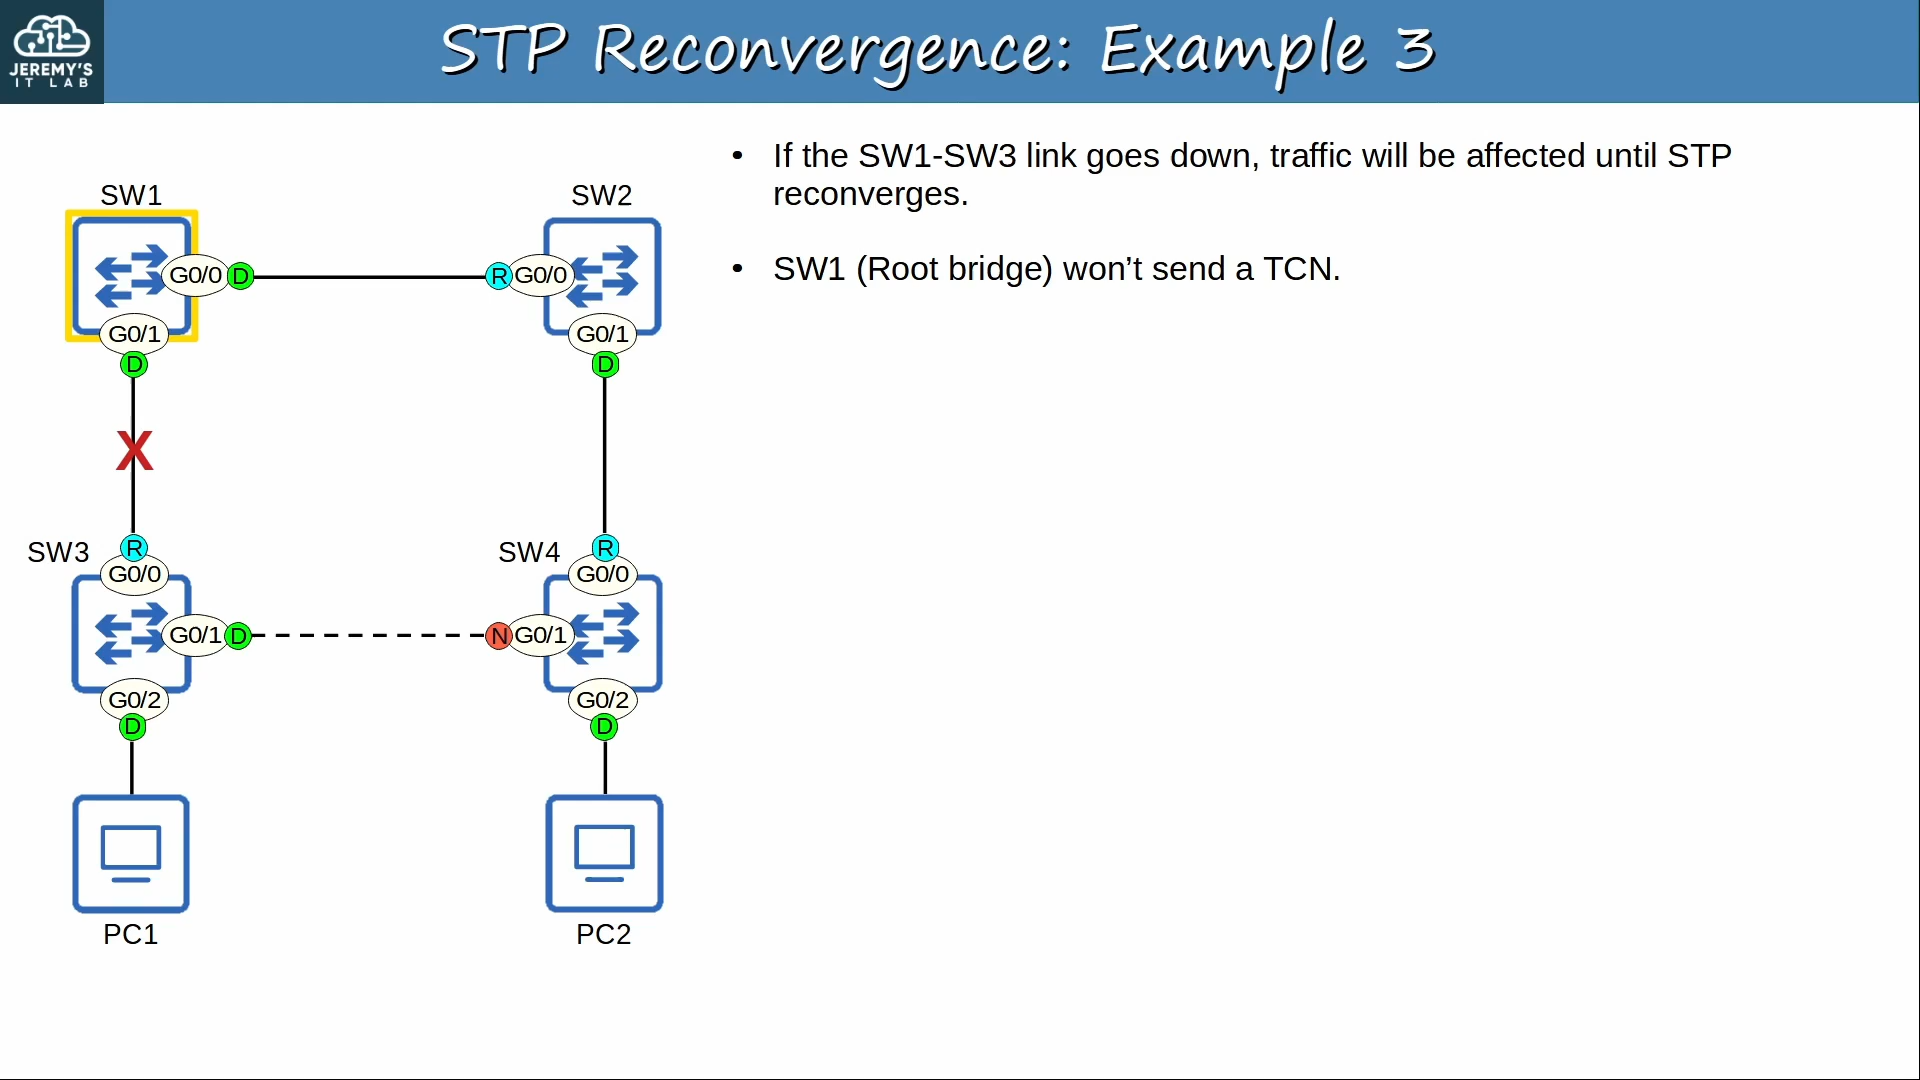 JEREMY'S
IT LAB
STP Reconvergence: Example 3
• If the SW1-SW3 link goes down, traffic will be affected until STP
reconverges.
• SW1 (Root bridge) won’t send a TCN.
SW1
SW2
G0/0 D
R G0/0
G0/1
G0/1
D
D
X
SW3
R
SW4
R
G0/0
G0/0
G0/1 D
N G0/1
G0/2
G0/2
D
D
PC1
PC2